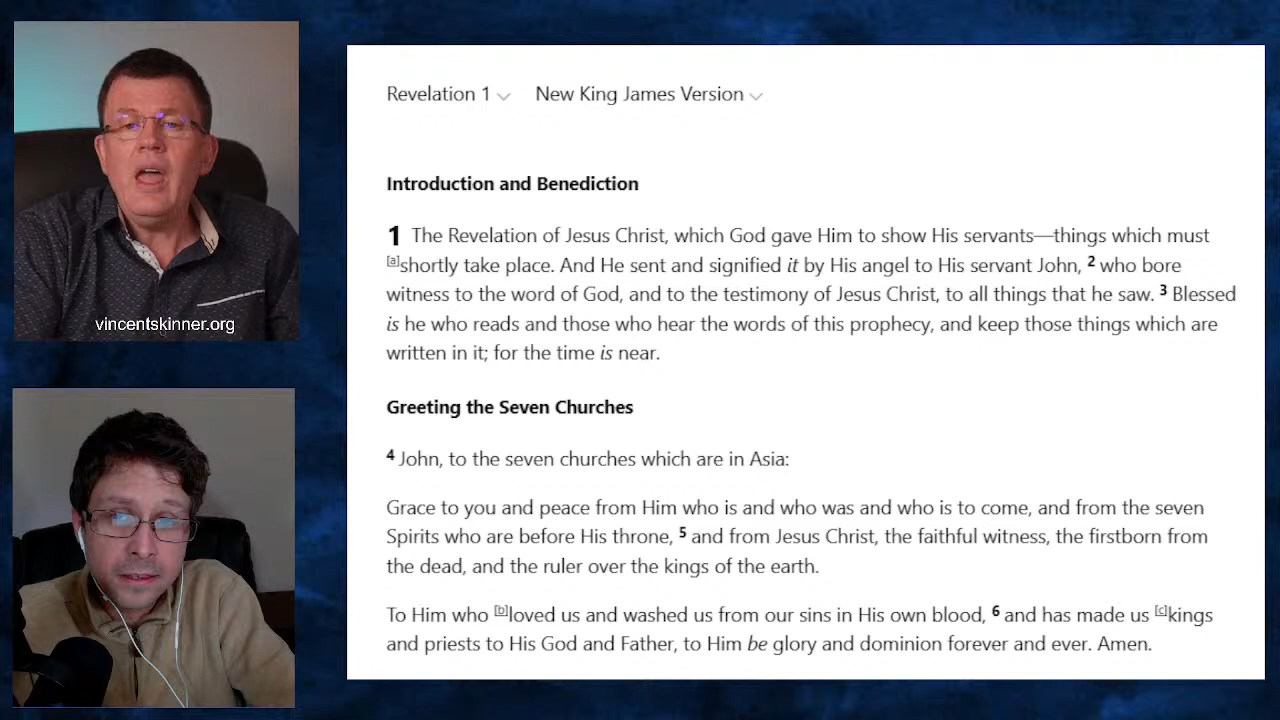 vincentskinner.org
Revelation 1 New King James Version
Introduction and Benediction
1 The Revelation of Jesus Christ, which God gave Him to show His servants—things which must
[a]shortly take place. And He sent and signified it by His angel to His servant John, 2 who bore
witness to the word of God, and to the testimony of Jesus Christ, to all things that he saw. 3 Blessed
is he who reads and those who hear the words of this prophecy, and keep those things which are
written in it; for the time is near.
Greeting the Seven Churches
4 John, to the seven churches which are in Asia:
Grace to you and peace from Him who is and who was and who is to come, and from the seven
Spirits who are before His throne, 5 and from Jesus Christ, the faithful witness, the firstborn from
the dead, and the ruler over the kings of the earth.
To Him who [b]loved us and washed us from our sins in His own blood, 6 and has made us [c]kings
and priests to His God and Father, to Him be glory and dominion forever and ever. Amen.